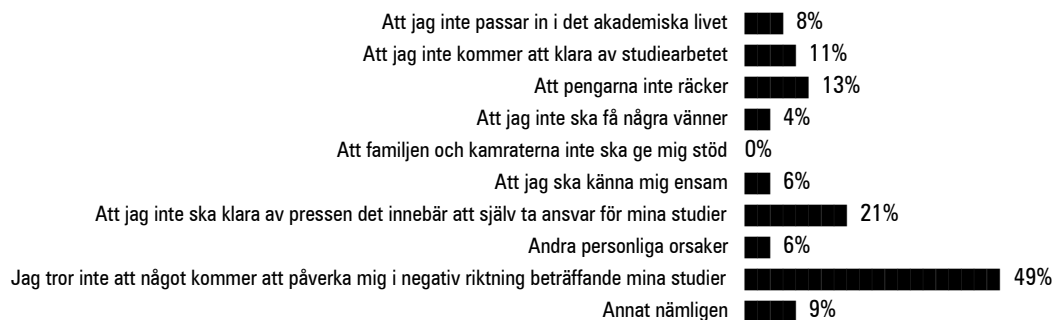 Att jag inte passar in i det akademiska livet 8%
Att jag inte kommer att klara av studiearbetet 11%
Att pengarna inte räcker 13%
Att jag inte ska få några vänner 4%
Att familjen och kamraterna inte ska ge mig stöd 0%
Att jag ska känna mig ensam 6%
Att jag inte ska klara av pressen det innebär att själv ta ansvar för mina studier 21%
Andra personliga orsaker 6%
Jag tror inte att något kommer att påverka mig i negativ riktning beträffande mina studier 49%
Annat nämligen 9%